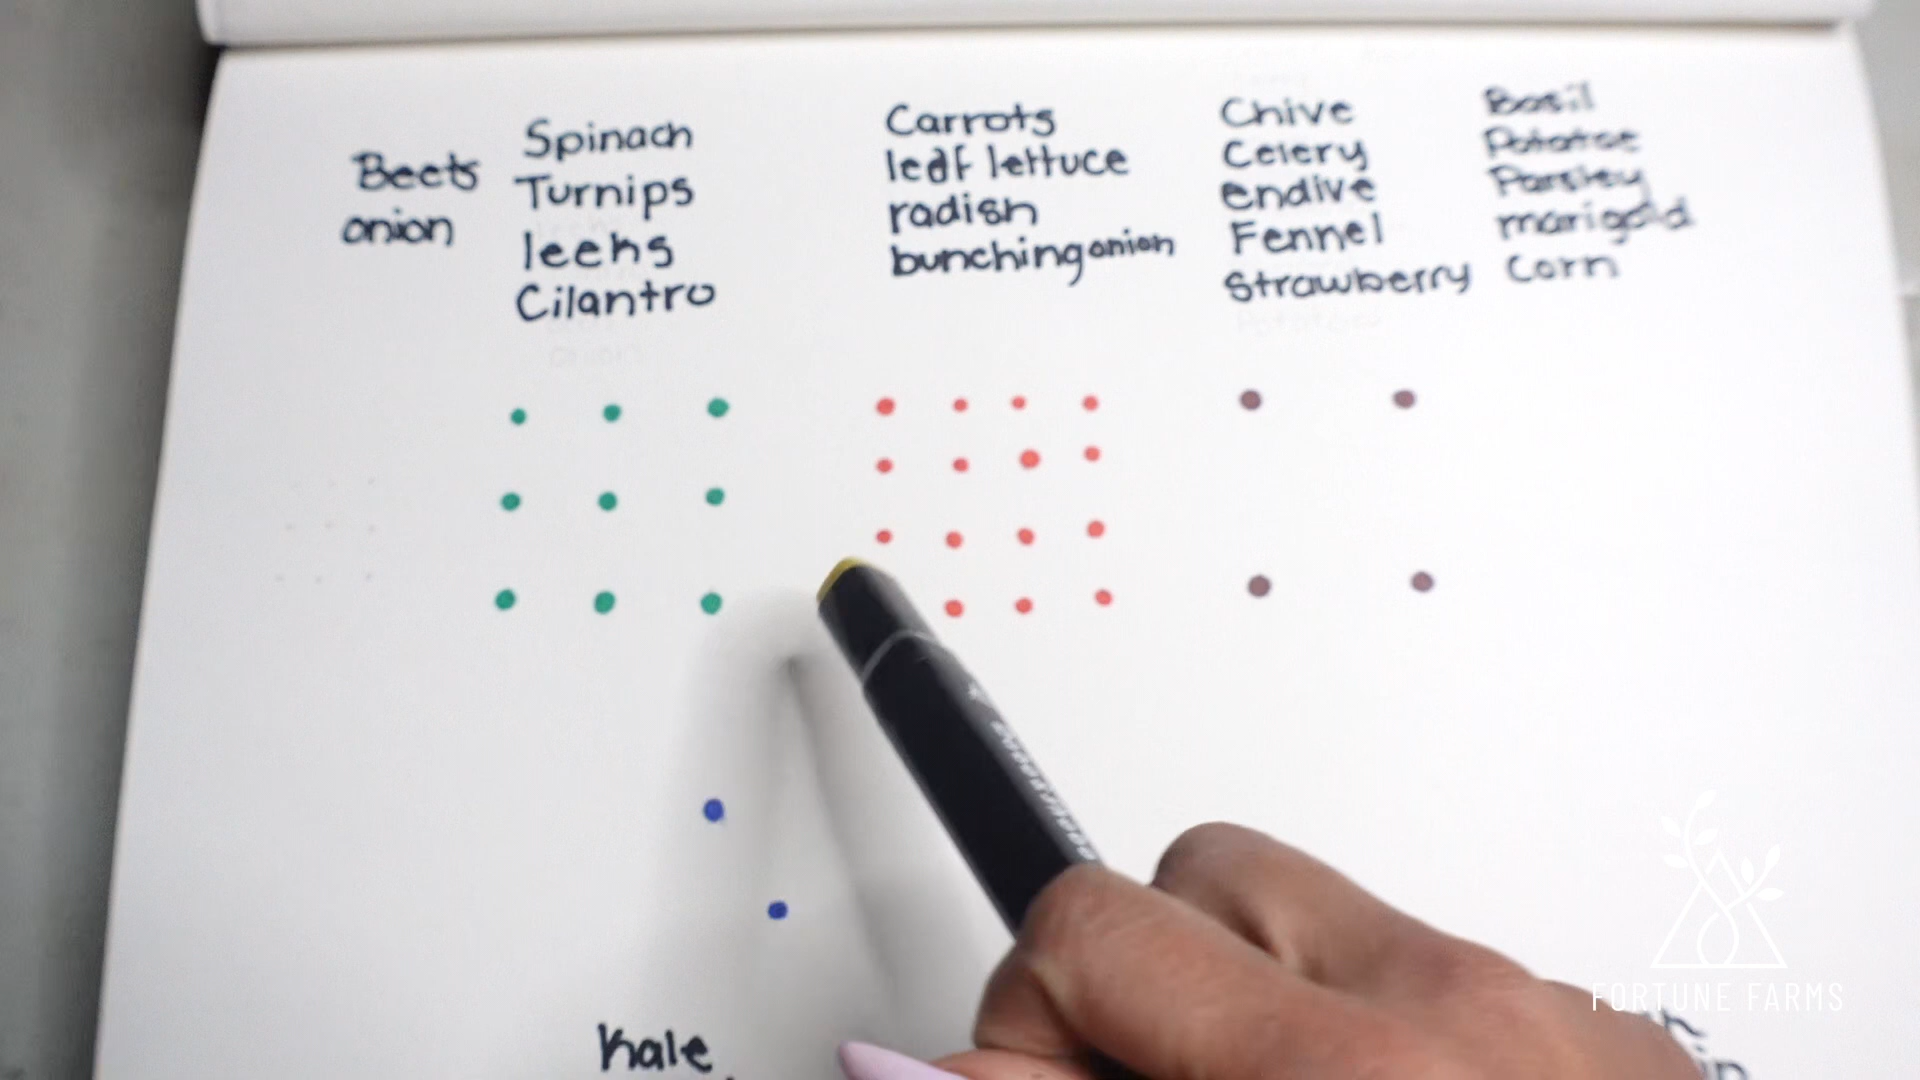 Beets
onion
Spinach
Turnips
leeks
Cilantro
Carrots
leaf lettuce
radish
bunching onion
Chive
Celery
endive
Fennel
Strawberry
Basil
Potatoe
Parsley
marigold
Corn
Kale
FORTUNE FARMS